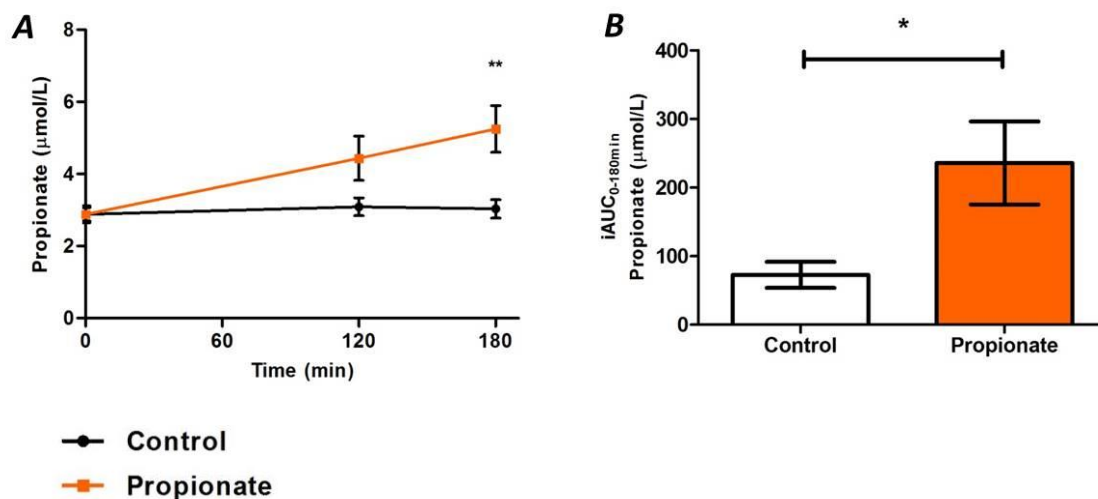 A
8
6
4
2
0
Propionate (μmol/L)
**
0 60 120 180
Time (min)
Control
Propionate
B
*
400
300
200
100
0
iAUC0-180min
Propionate (μmol/L)
Control Propionate